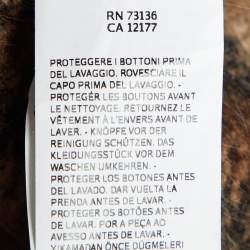 RN 73136
CA 12177
PROTEGGERE I BOTTONI PRIMA
DEL LAVAGGIO. ROVESCIARE IL
CAPO PRIMA DEL LAVAGGIO. -
PROTEGÉR LES BOUTONS AVANT
LE NETTOYAGE. RETOURNEZ LE
VÊTEMENT À L'ENVERS AVANT DE
LAVER. - KNÖPFE VOR DER
REINIGUNG SCHÜTZEN. DAS
KLEIDUNGSSTÜCK VOR DEM
WASCHEN UMKEHREN. -
PROTEGER LOS BOTONES ANTES
DEL LAVADO. DAR VUELTA LA
PRENDA ANTES DE LAVAR. -
PROTEGER OS BOTÕES ANTES
DE LAVAR. POR A PEÇA AO
AVESSO ANTES DE LAVAR. -
YIKAMADAN ÖNCE DÜĞMELERİ